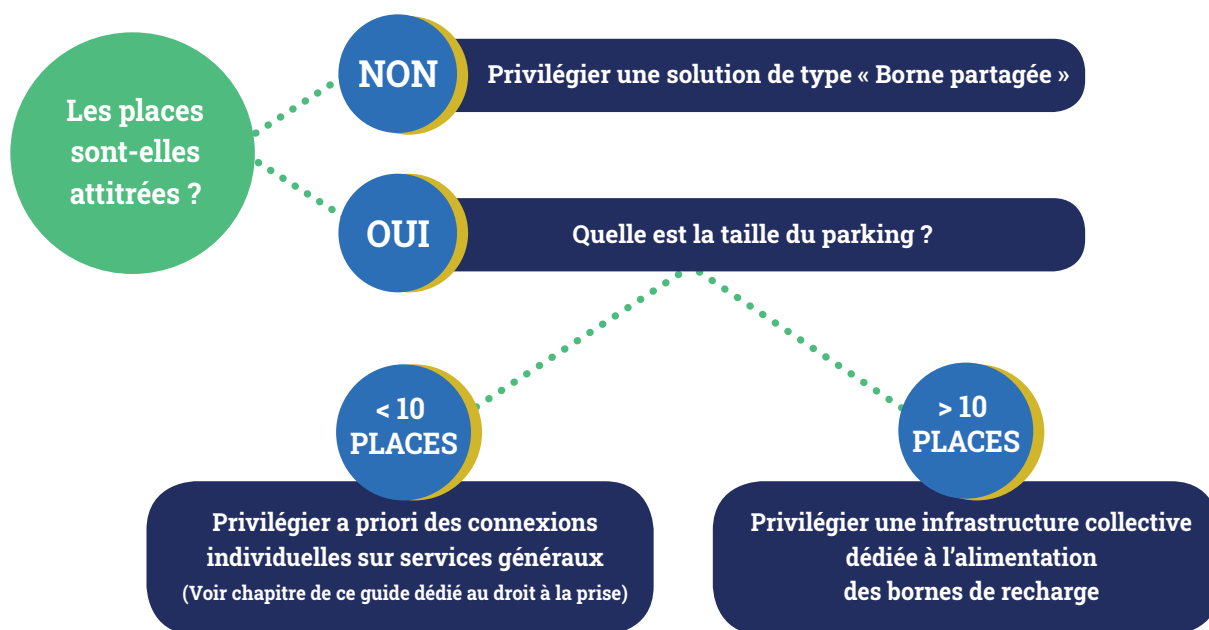 Les places
sont-elles
attitrées ?
NON
Privilégier une solution de type « Borne partagée »
OUI
Quelle est la taille du parking ?
< 10
PLACES
Privilégier a priori des connexions
individuelles sur services généraux
(Voir chapitre de ce guide dédié au droit à la prise)
> 10
PLACES
Privilégier une infrastructure collective
dédiée à l’alimentation
des bornes de recharge